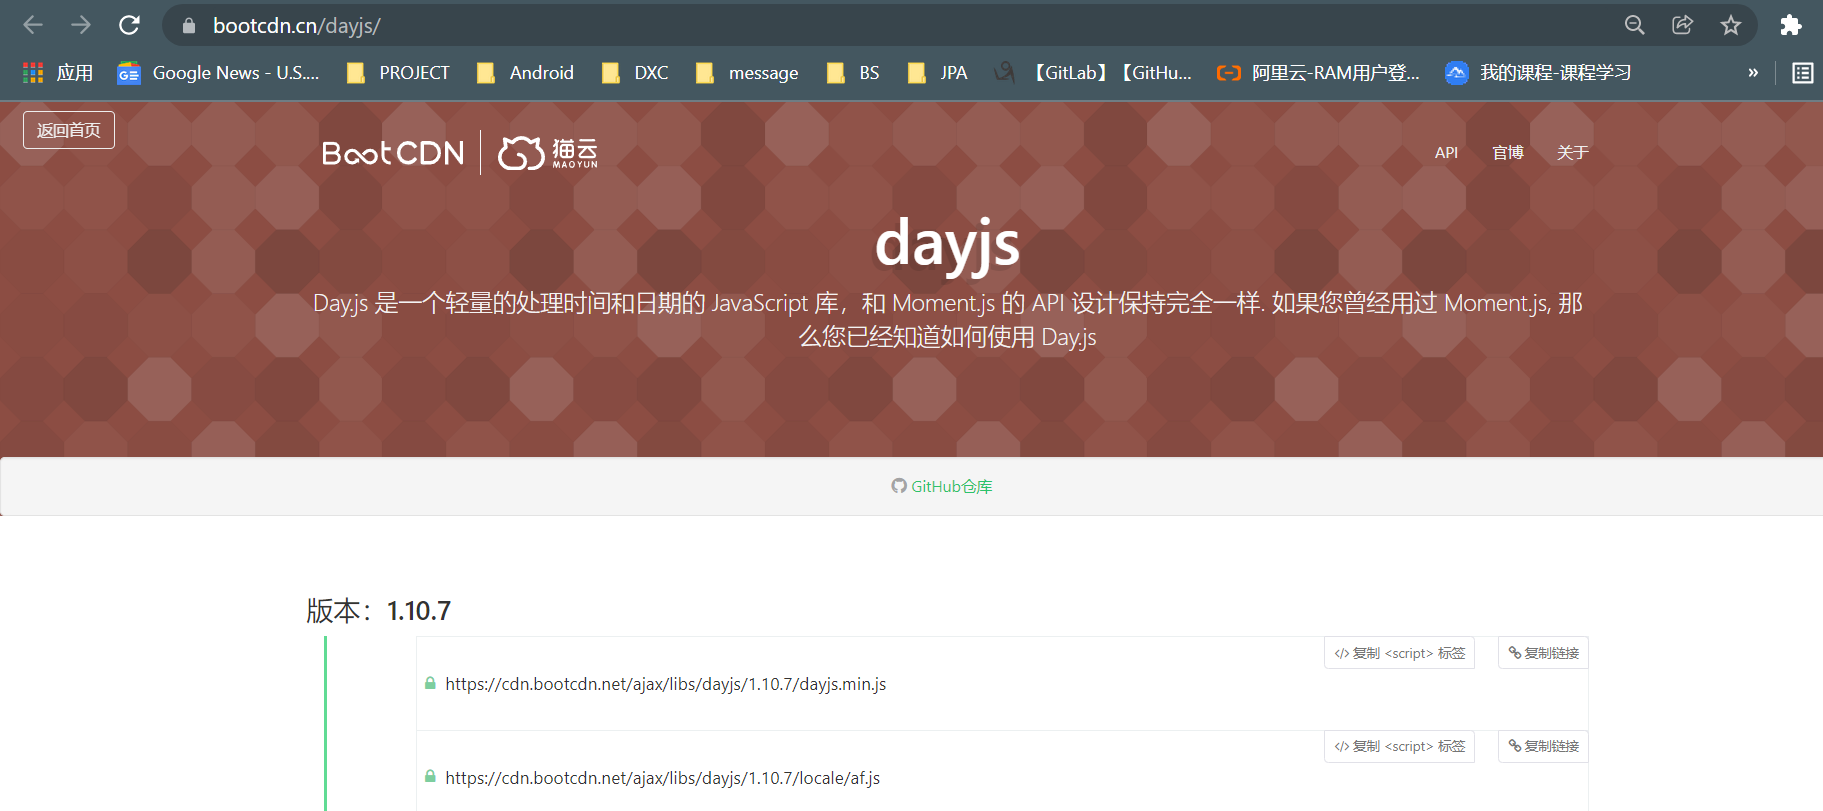 bootcdn.cn/dayjs/
应用 Google News - U.S.... PROJECT Android DXC message BS JPA 【GitLab】【GitHu... 阿里云-RAM用户登... 我的课程-课程学习 »
返回首页
BootCDN 猫云 MAOYUN
API 官博 关于
dayjs
Day.js 是一个轻量的处理时间和日期的 JavaScript 库，和 Moment.js 的 API 设计保持完全一样. 如果您曾经用过 Moment.js, 那
么您已经知道如何使用 Day.js
GitHub仓库
版本：1.10.7
</> 复制 <script> 标签 复制链接
https://cdn.bootcdn.net/ajax/libs/dayjs/1.10.7/dayjs.min.js
</> 复制 <script> 标签 复制链接
https://cdn.bootcdn.net/ajax/libs/dayjs/1.10.7/locale/af.js